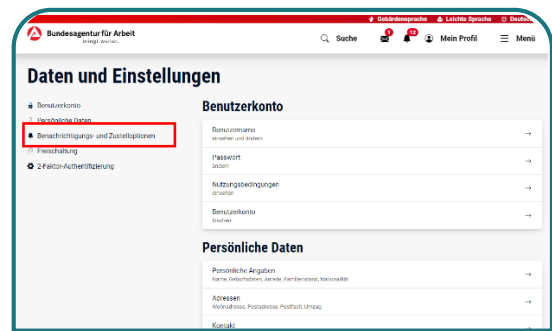 Gebärdensprache Leichte Sprache Deutsch
Bundesagentur für Arbeit
bringt weiter.
Suche 1 12 Mein Profil Menü
Daten und Einstellungen
Benutzerkonto
Persönliche Daten
Benachrichtigungs- und Zustelloptionen
Freischaltung
2-Faktor-Authentifizierung
Benutzerkonto
Benutzername
einsehen und ändern
Passwort
ändern
Nutzungsbedingungen
einsehen
Benutzerkonto
löschen
Persönliche Daten
Persönliche Angaben
Name, Geburtsdaten, Anrede, Familienstand, Nationalität
Adressen
Wohnadresse, Postadresse, Postfach, Umzug
Kontakt